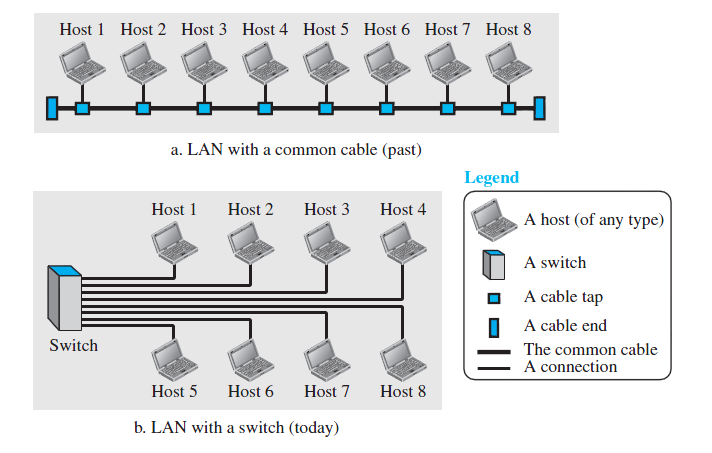 Host 1 Host 2 Host 3 Host 4 Host 5 Host 6 Host 7 Host 8
a. LAN with a common cable (past)
Legend
A host (of any type)
A switch
A cable tap
A cable end
The common cable
A connection
Host 1 Host 2 Host 3 Host 4
Switch
Host 5 Host 6 Host 7 Host 8
b. LAN with a switch (today)